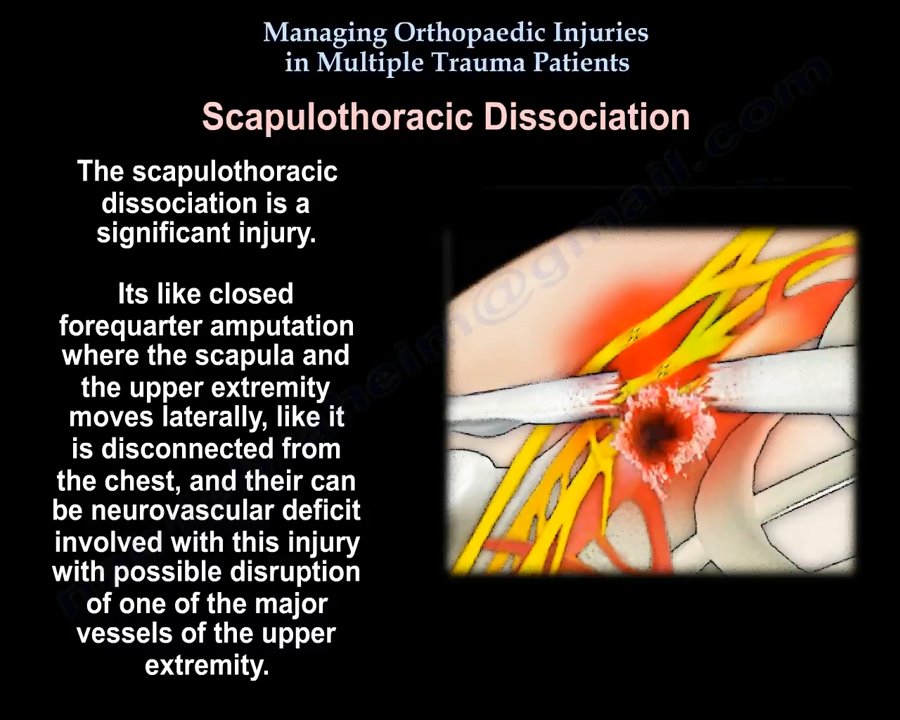 Managing Orthopaedic Injuries
in Multiple Trauma Patients
Scapulothoracic Dissociation
The scapulothoracic
dissociation is a
significant injury.
Its like closed
forequarter amputation
where the scapula and
the upper extremity
moves laterally, like it
is disconnected from
the chest, and their can
be neurovascular deficit
involved with this injury
with possible disruption
of one of the major
vessels of the upper
extremity.